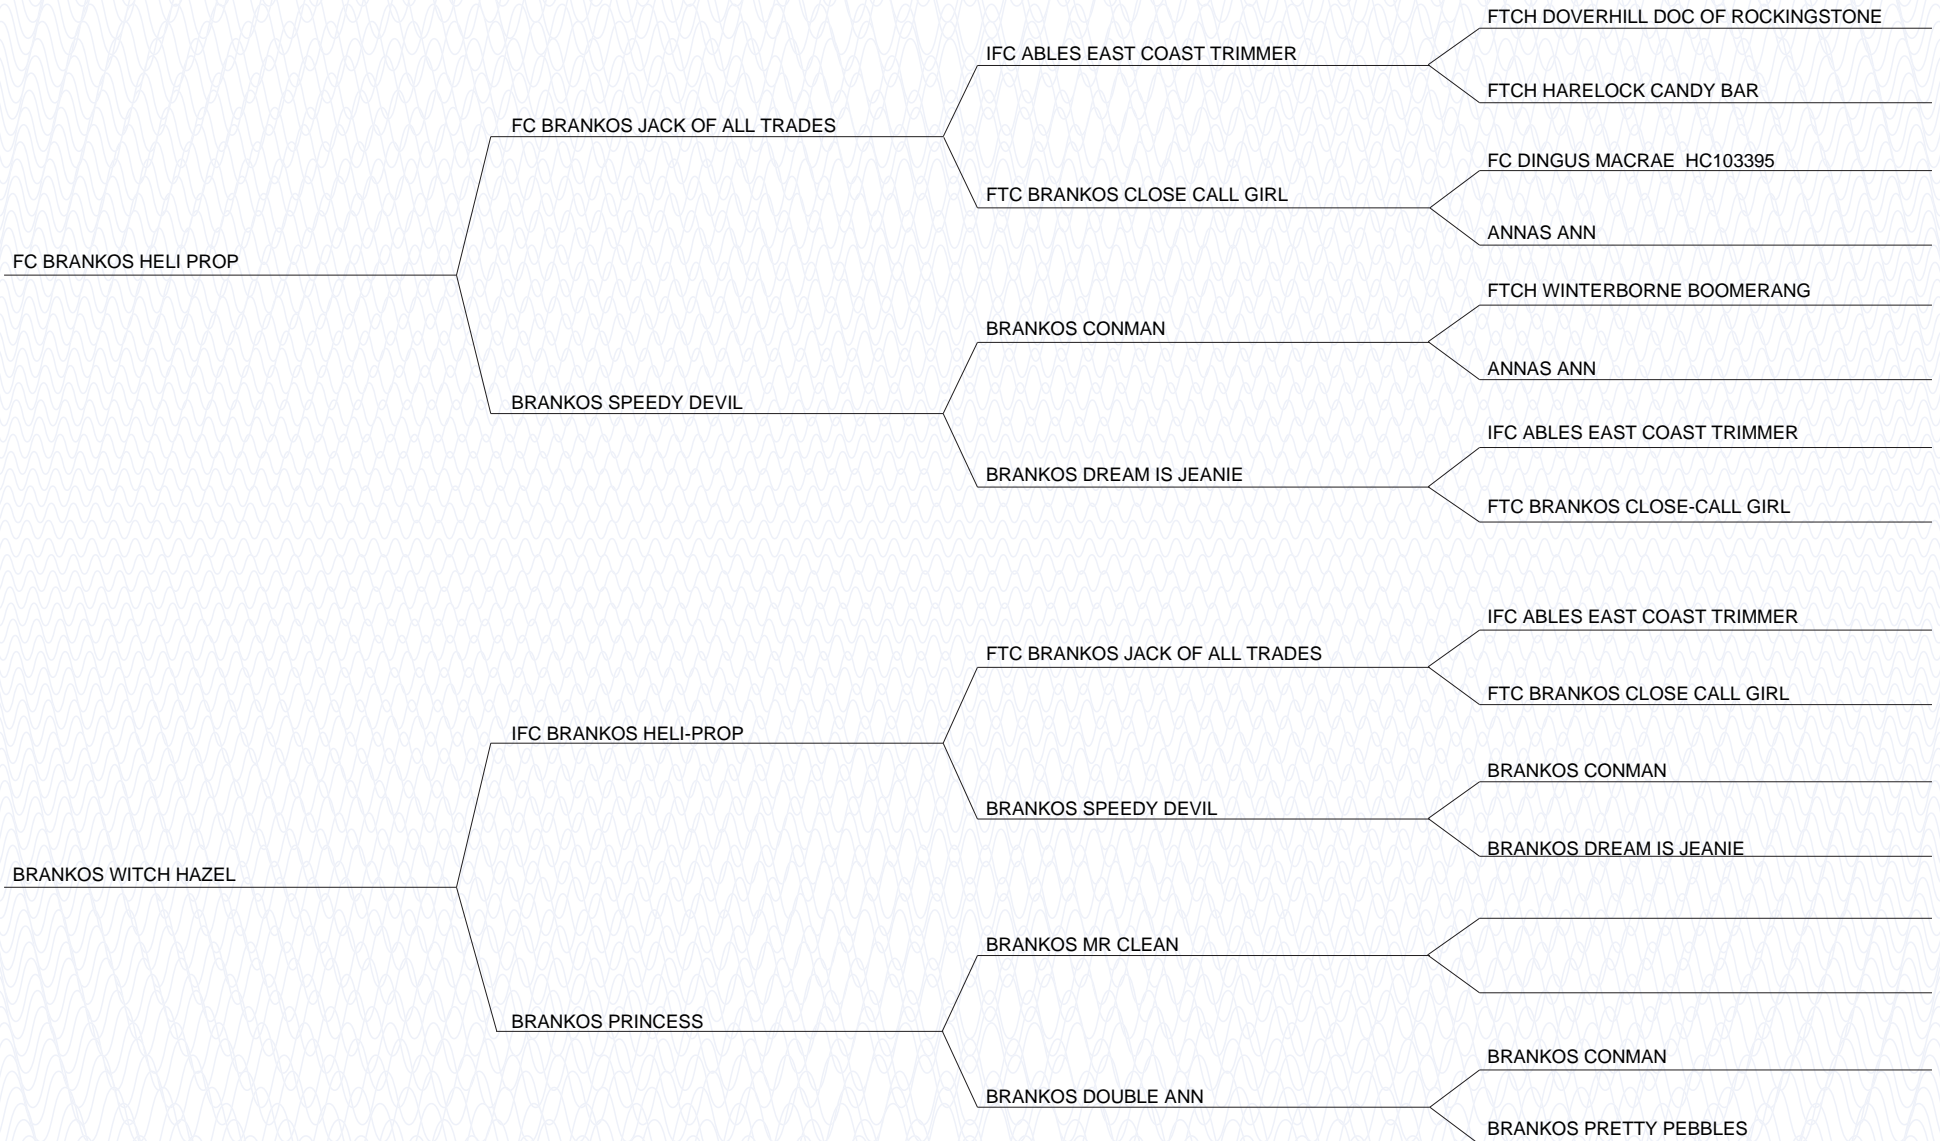 FTCH DOVERHILL DOC OF ROCKINGSTONE
IFC ABLES EAST COAST TRIMMER
FTCH HARELOCK CANDY BAR
FC BRANKOS JACK OF ALL TRADES
FC DINGUS MACRAE  HC103395
FTC BRANKOS CLOSE CALL GIRL
ANNAS ANN
FC BRANKOS HELI PROP
FTCH WINTERBORNE BOOMERANG
BRANKOS CONMAN
ANNAS ANN
BRANKOS SPEEDY DEVIL
IFC ABLES EAST COAST TRIMMER
BRANKOS DREAM IS JEANIE
FTC BRANKOS CLOSE-CALL GIRL
IFC ABLES EAST COAST TRIMMER
FTC BRANKOS JACK OF ALL TRADES
FTC BRANKOS CLOSE CALL GIRL
IFC BRANKOS HELI-PROP
BRANKOS CONMAN
BRANKOS SPEEDY DEVIL
BRANKOS DREAM IS JEANIE
BRANKOS WITCH HAZEL
BRANKOS MR CLEAN
BRANKOS PRINCESS
BRANKOS CONMAN
BRANKOS DOUBLE ANN
BRANKOS PRETTY PEBBLES